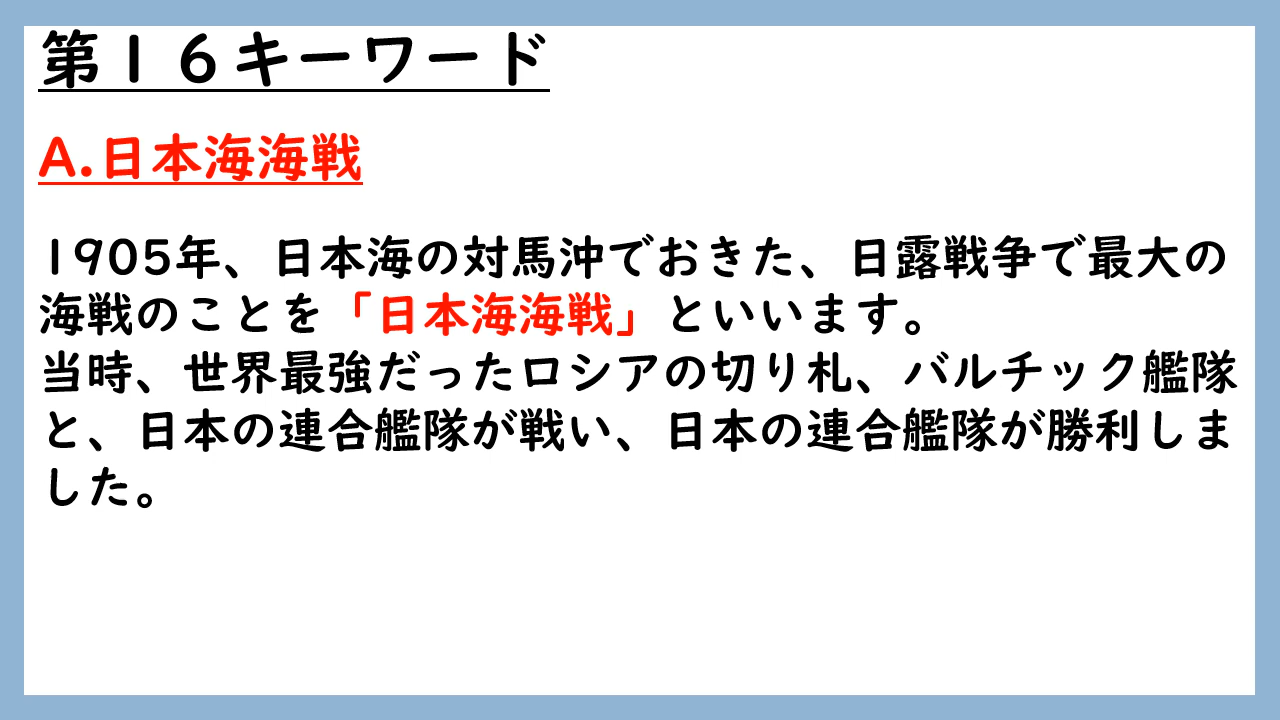 第１６キーワード
A.日本海海戦
1905年、日本海の対馬沖でおきた、日露戦争で最大の
海戦のことを「日本海海戦」といいます。
当時、世界最強だったロシアの切り札、バルチック艦隊
と、日本の連合艦隊が戦い、日本の連合艦隊が勝利しま
した。